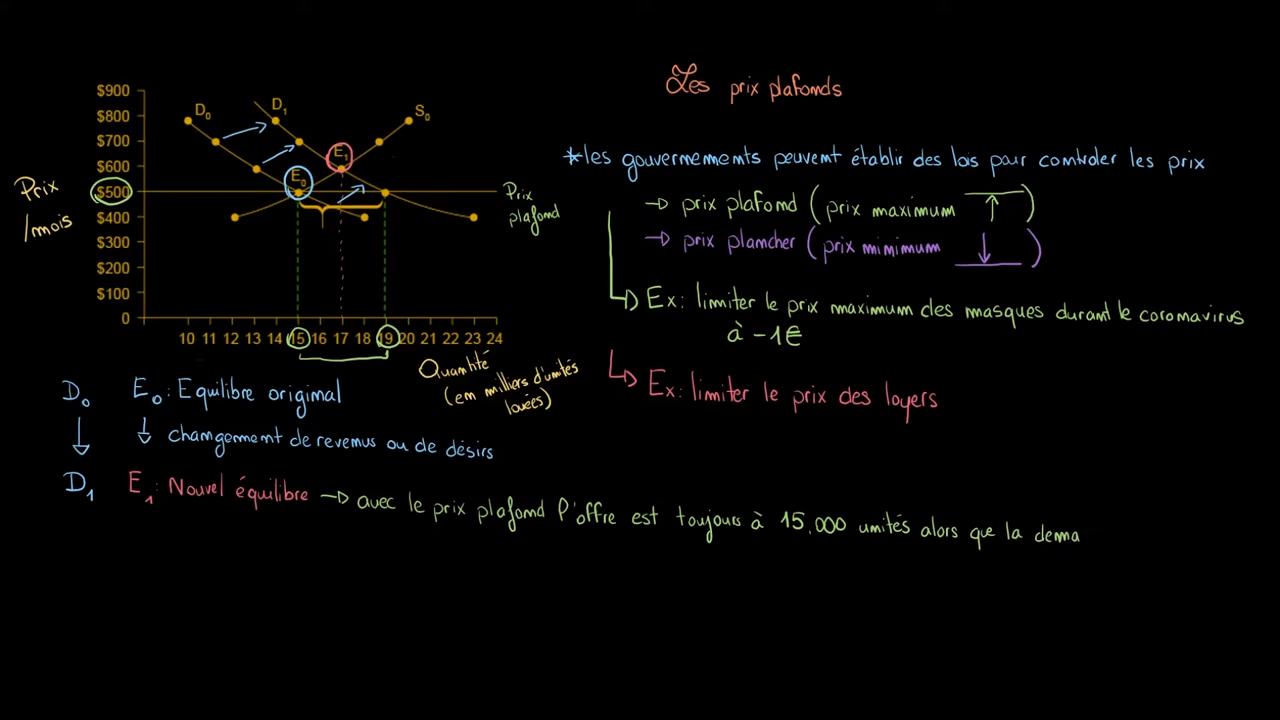 Les prix plafonds
$900
$800
$700
$600
$500
$400
$300
$200
$100
0
D0
D1
S0
E1
E0
Prix
/mois
Prix
plafond
10 11 12 13 14 15 16 17 18 19 20 21 22 23 24
Quantité
(en milliers d'unités
louées)
*les gouvernements peuvent établir des lois pour controler les prix
→ prix plafond (prix maximum ↑)
→ prix plancher (prix minimum ↓)
Ex: limiter le prix maximum des masques durant le coronavirus
à -1€
Ex: limiter le prix des loyers
D0 E0: Equilibre original
↓ ↓ changement de revenus ou de désirs
D1 E1: Nouvel équilibre → avec le prix plafond l'offre est toujours à 15.000 unités alors que la dema